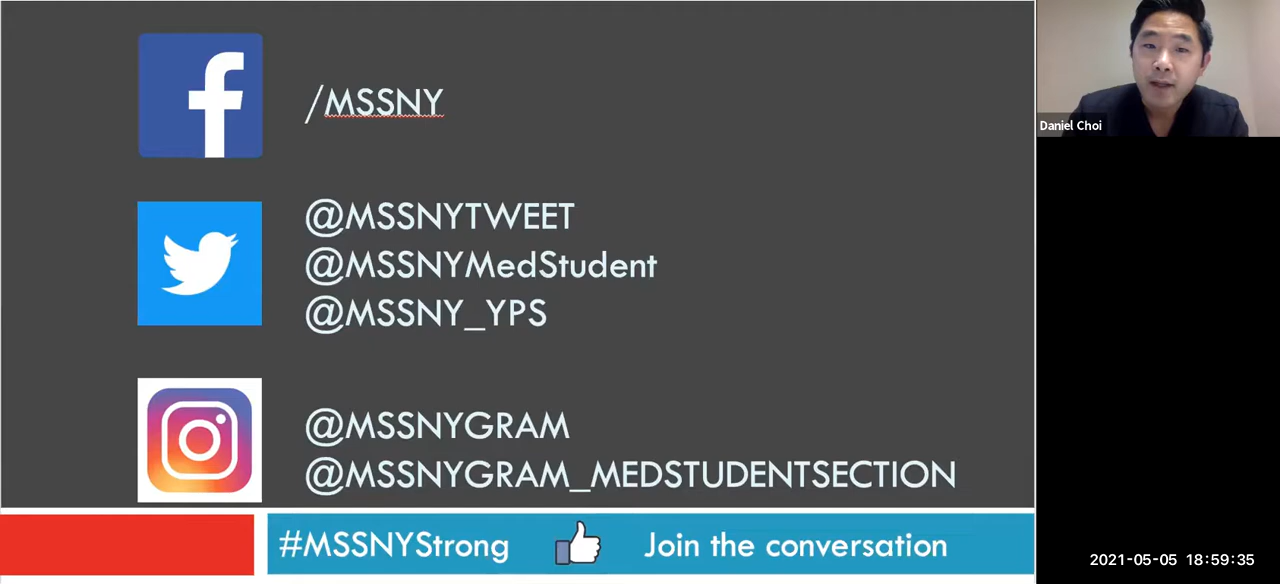 /MSSNY
@MSSNYTWEET
@MSSNYMedStudent
@MSSNY_YPS
@MSSNYGRAM
@MSSNYGRAM_MEDSTUDENTSECTION
#MSSNYStrong
Join the conversation
Daniel Choi
2021-05-05 18:59:35